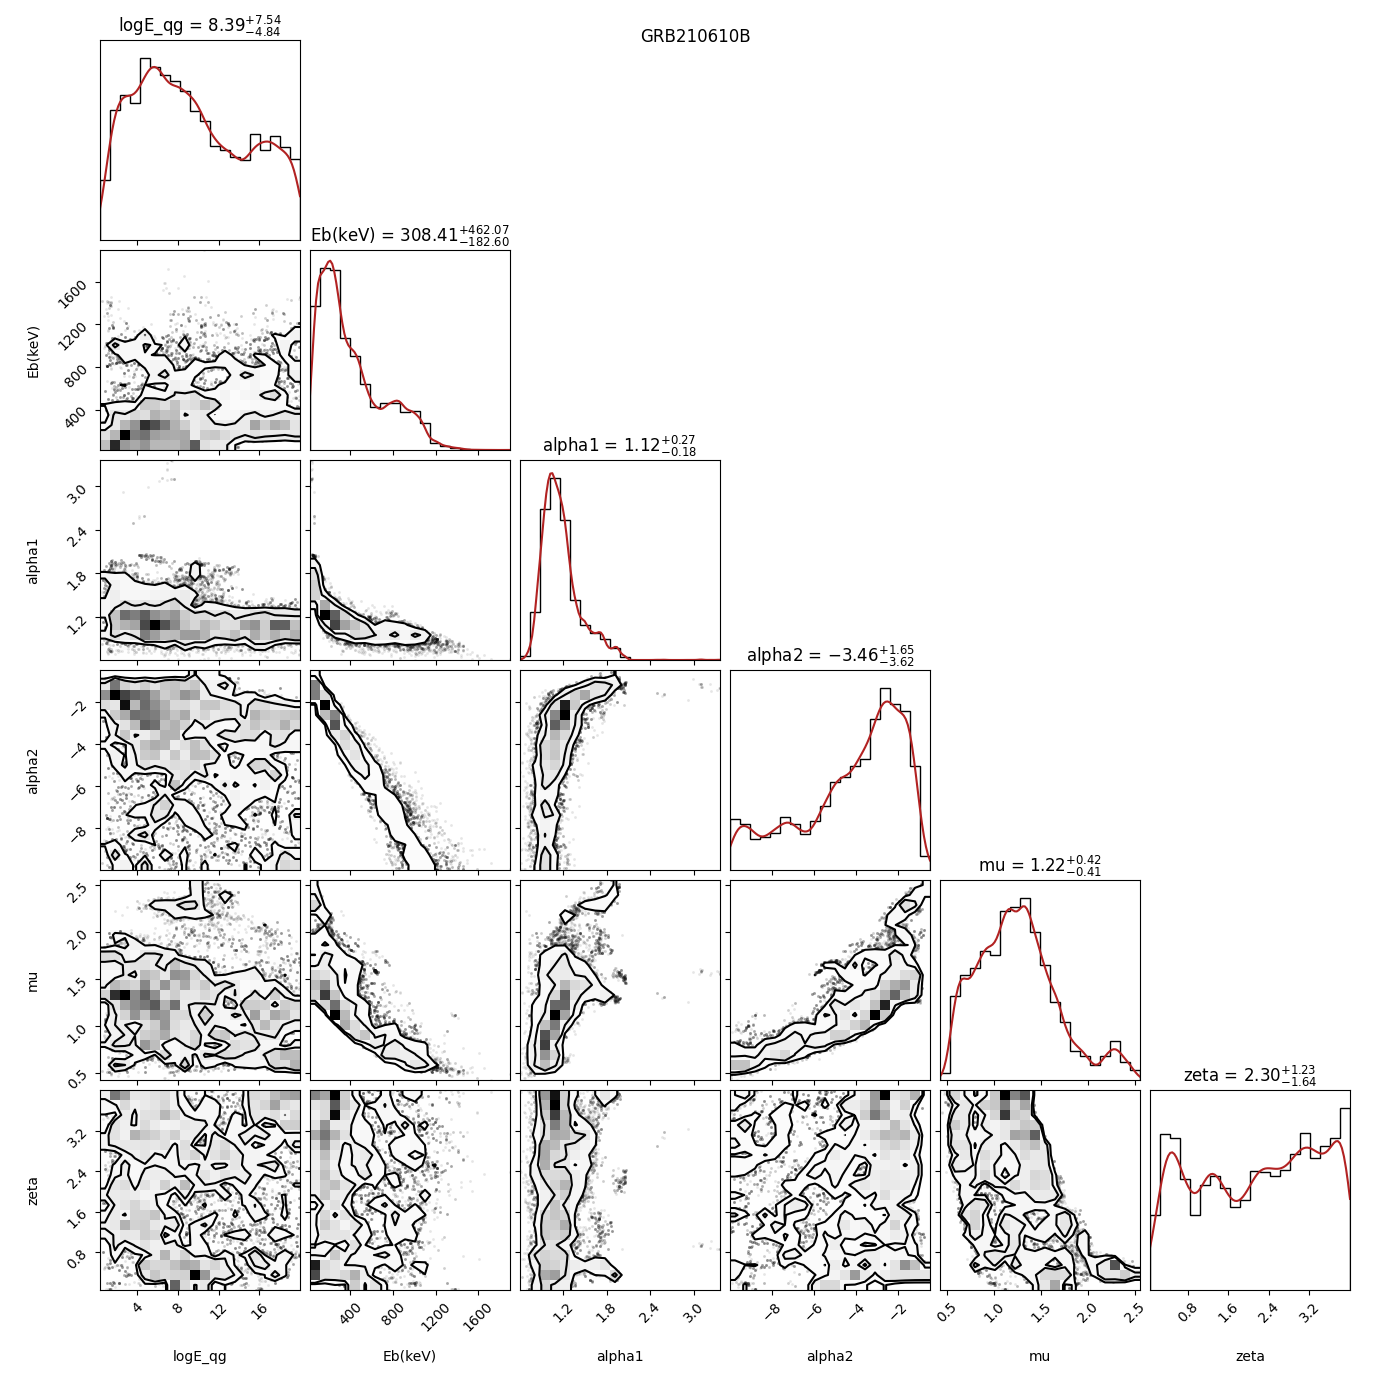 GRB210610B
logE_qg = 8.39+7.54−4.84
Eb(keV) = 308.41+462.07−182.60
alpha1 = 1.12+0.27−0.18
alpha2 = −3.46+1.65−3.62
mu = 1.22+0.42−0.41
zeta = 2.30+1.23−1.64
1600
1200
800
400
Eb(keV)
3.0
2.4
1.8
1.2
alpha1
−2
−4
−6
−8
alpha2
2.5
2.0
1.5
1.0
0.5
mu
3.2
2.4
1.6
0.8
zeta
4 8 12 16
400 800 1200 1600
1.2 1.8 2.4 3.0
−8 −6 −4 −2
0.5 1.0 1.5 2.0 2.5
0.8 1.6 2.4 3.2
logE_qg Eb(keV) alpha1 alpha2 mu zeta